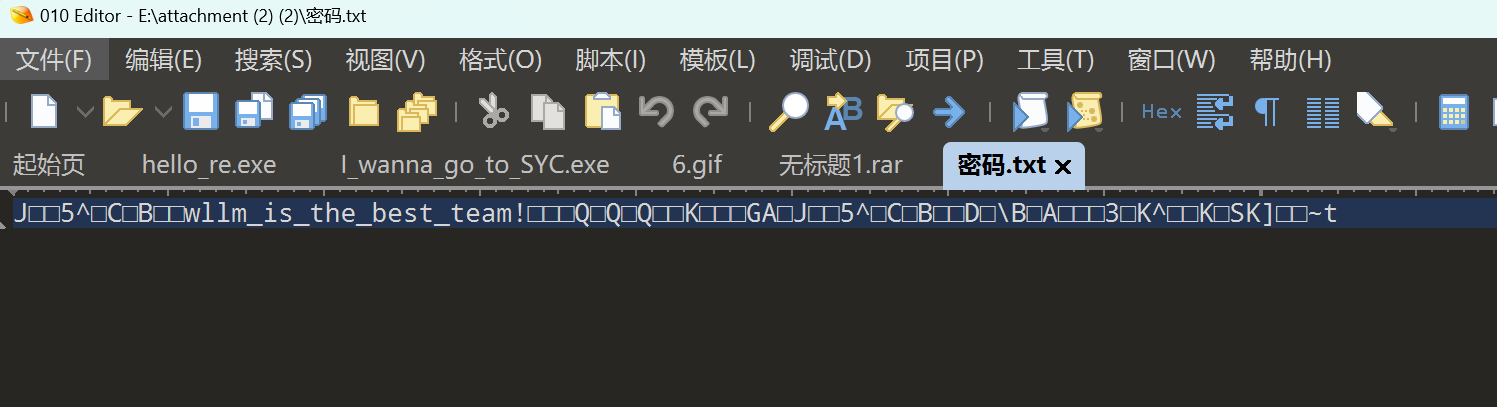 010 Editor - E:\attachment (2) (2)\密码.txt
文件(F) 编辑(E) 搜索(S) 视图(V) 格式(O) 脚本(I) 模板(L) 调试(D) 项目(P) 工具(T) 窗口(W) 帮助(H)
Hex
起始页 hello_re.exe I_wanna_go_to_SYC.exe 6.gif 无标题1.rar 密码.txt
J□□5^□C□B□□wllm_is_the_best_team!□□□Q□Q□Q□□K□□□GA□J□□5^□C□B□□D□\B□A□□□3□K^□□K□SK]□□~t